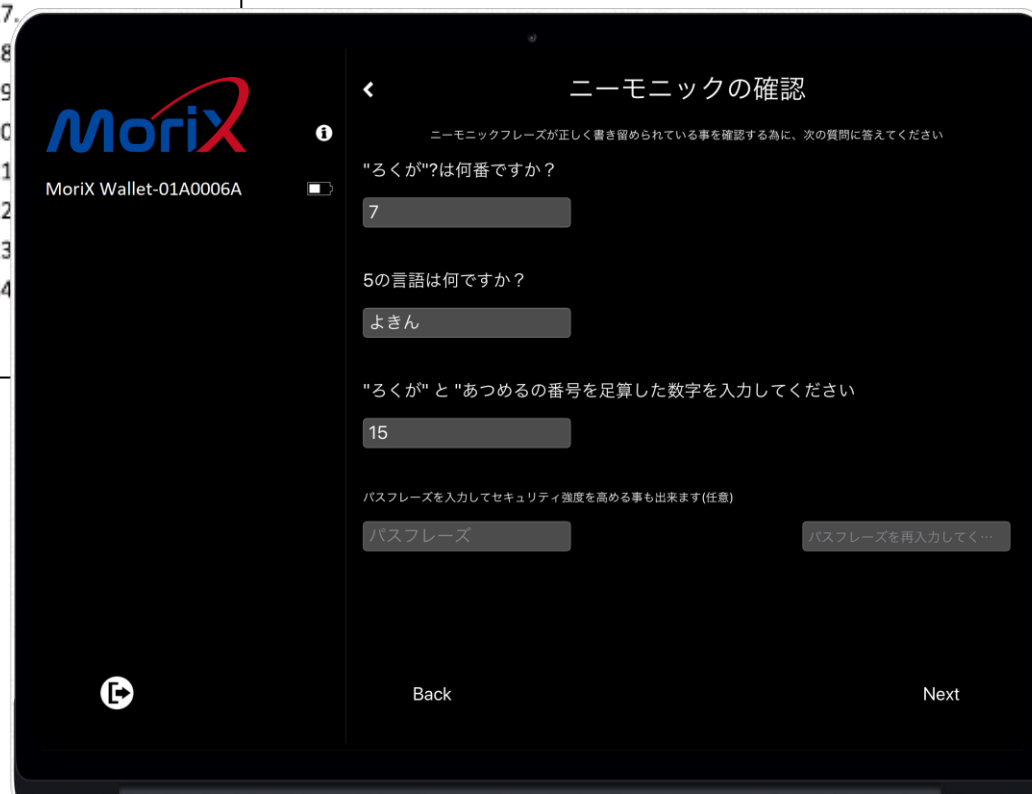 7.
8
9
0
1
2
3
4
MoriX
MoriX Wallet-01A0006A
ニーモニックの確認
ニーモニックフレーズが正しく書き留められている事を確認する為に、次の質問に答えてください
"ろくが"?は何番ですか？
7
5の言語は何ですか？
よきん
"ろくが" と "あつめるの番号を足算した数字を入力してください
15
パスフレーズを入力してセキュリティ強度を高める事も出来ます(任意)
パスフレーズ
パスフレーズを再入力してく…
Back
Next